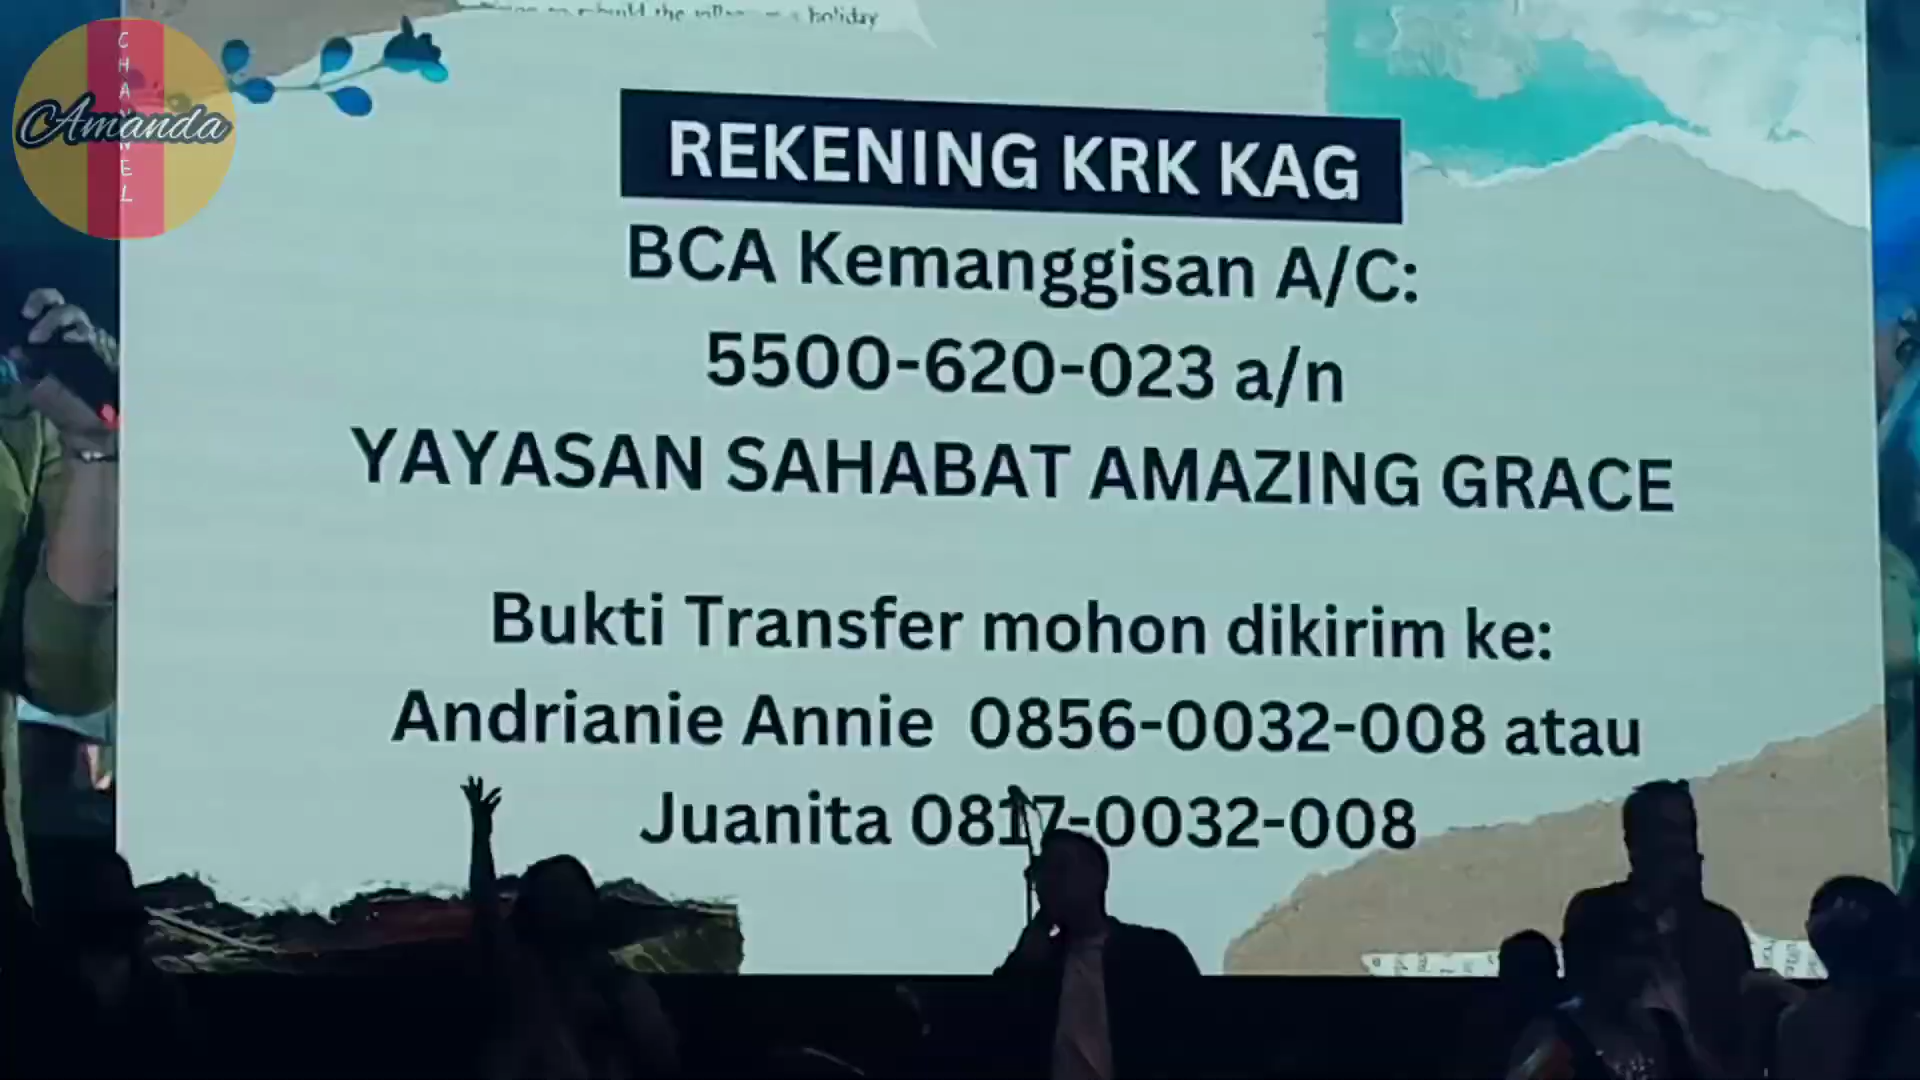 holiday
CHANNEL
Amanda
REKENING KRK KAG
BCA Kemanggisan A/C:
5500-620-023 a/n
YAYASAN SAHABAT AMAZING GRACE
Bukti Transfer mohon dikirim ke:
Andrianie Annie 0856-0032-008 atau
Juanita 0817-0032-008